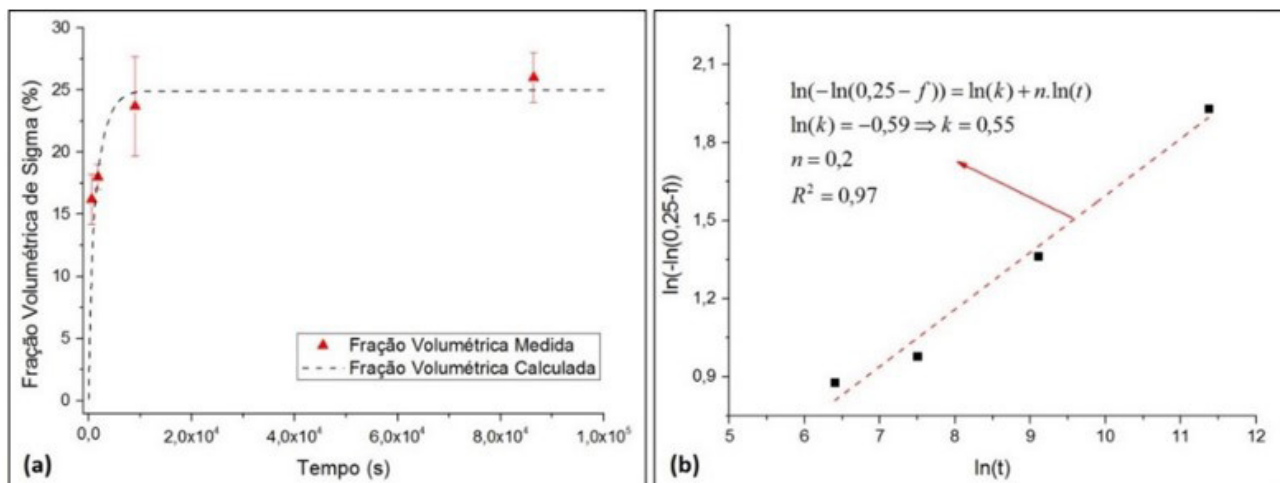 30
25
20
15
10
5
0
Fração Volumétrica de Sigma (%)
Fração Volumétrica Medida
Fração Volumétrica Calculada
0,0
2,0x10⁴
4,0x10⁴
6,0x10⁴
8,0x10⁴
1,0x10⁵
(a)
Tempo (s)
2,1
1,8
1,5
1,2
0,9
ln(-ln(0,25-f))
ln(−ln(0,25−f)) = ln(k)+n.ln(t)
ln(k) = −0,59 ⇒ k = 0,55
n = 0,2
R² = 0,97
5
6
7
8
9
10
11
12
(b)
ln(t)